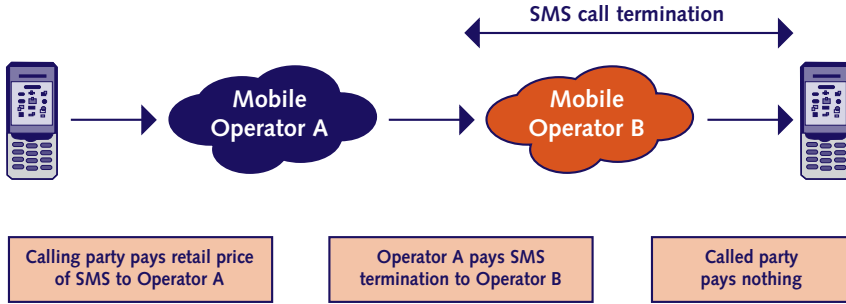 SMS call termination
Mobile
Operator A
Mobile
Operator B
Calling party pays retail price
of SMS to Operator A
Operator A pays SMS
termination to Operator B
Called party
pays nothing